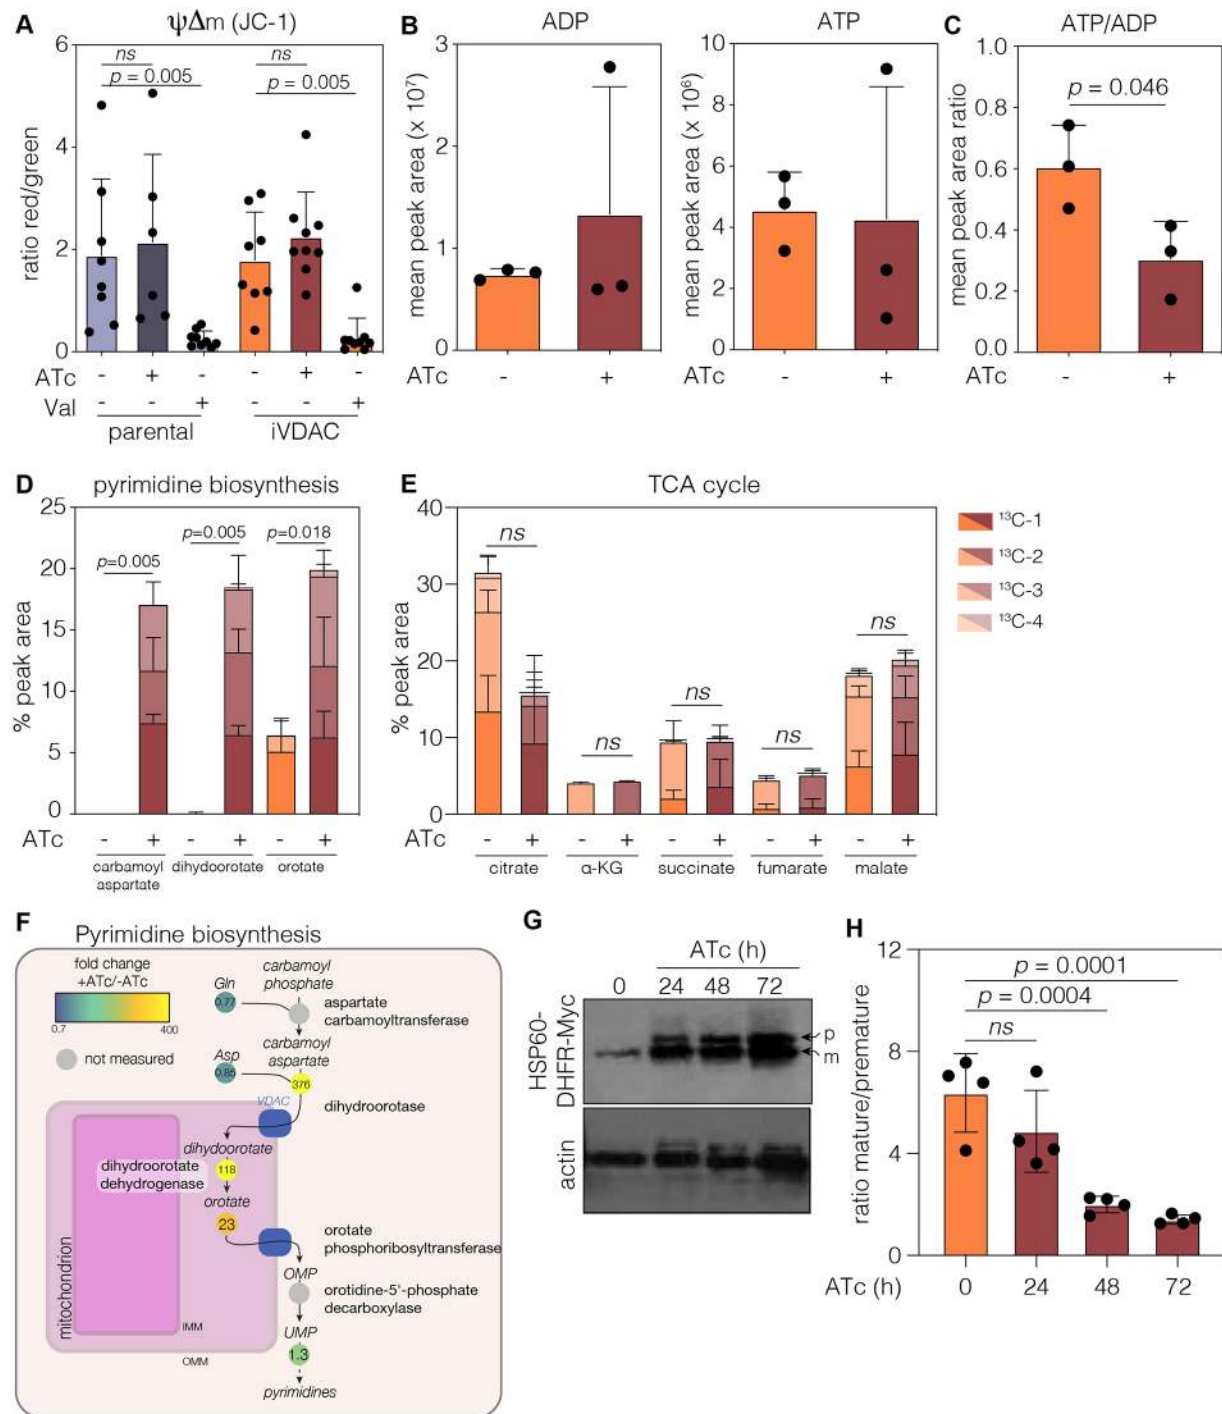 A
ψΔm (JC-1)
6
4
2
0
ratio red/green
ns
p = 0.005
ns
p = 0.005
ATc - + - - + -
Val - - + - - +
parental iVDAC
B
ADP
3
2
1
0
mean peak area (x 10⁷)
ATc - +
ATP
10
8
6
4
2
0
mean peak area (x 10⁶)
ATc - +
C
ATP/ADP
1.0
0.8
0.6
0.4
0.2
0.0
mean peak area ratio
p = 0.046
ATc - +
D
pyrimidine biosynthesis
25
20
15
10
5
0
% peak area
p=0.005
p=0.005
p=0.018
ATc - + - + - +
carbamoyl
aspartate
dihydoorotate
orotate
E
TCA cycle
40
30
20
10
0
% peak area
ns
ns
ns
ns
ns
ATc - + - + - + - + - +
citrate α-KG succinate fumarate malate
¹³C-1
¹³C-2
¹³C-3
¹³C-4
F
Pyrimidine biosynthesis
fold change
+ATc/-ATc
0.7 400
not measured
Gln
0.77
carbamoyl
phosphate
aspartate
carbamoyltransferase
carbamoyl
aspartate
Asp
0.85
376
dihydroorotase
VDAC
dihydoorotate
118
dihydroorotate
dehydrogenase
orotate
23
orotate
phosphoribosyltransferase
OMP
orotidine-5'-phosphate
decarboxylase
UMP
1.3
pyrimidines
mitochondrion
IMM
OMM
G
ATc (h)
0 24 48 72
HSP60-
DHFR-Myc
p
m
actin
H
12
8
4
0
ratio mature/premature
p = 0.0001
p = 0.0004
ns
ATc (h) 0 24 48 72